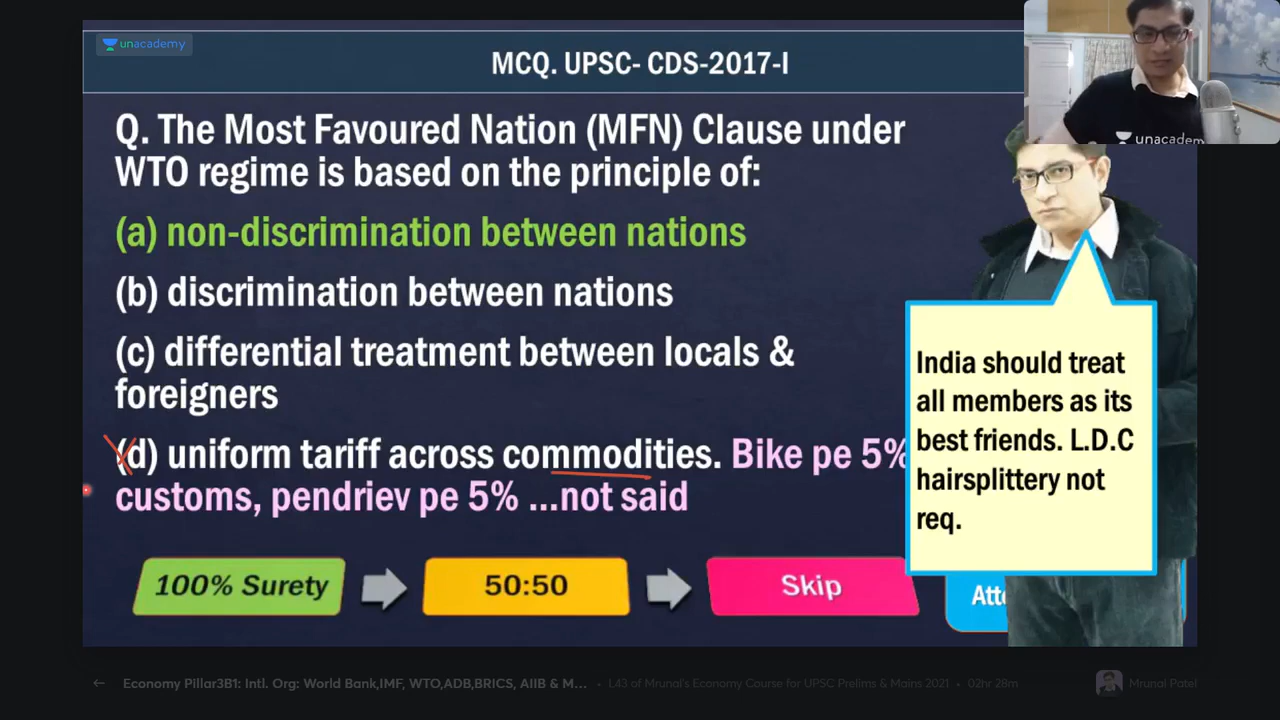 unacademy
MCQ. UPSC- CDS-2017-I
Q. The Most Favoured Nation (MFN) Clause under
WTO regime is based on the principle of:
(a) non-discrimination between nations
(b) discrimination between nations
(c) differential treatment between locals &
foreigners
(d) uniform tariff across commodities. Bike pe 5%
customs, pendriev pe 5% ...not said
unacademy
India should treat
all members as its
best friends. L.D.C
hairsplittery not
req.
100% Surety
50:50
Skip
Economy Pillar3B1: Intl. Org: World Bank,IMF, WTO,ADB,BRICS, AIIB & M... • L43 of Mrunal's Economy Course for UPSC Prelims & Mains 2021 • 02hr 28m
Mrunal Patel